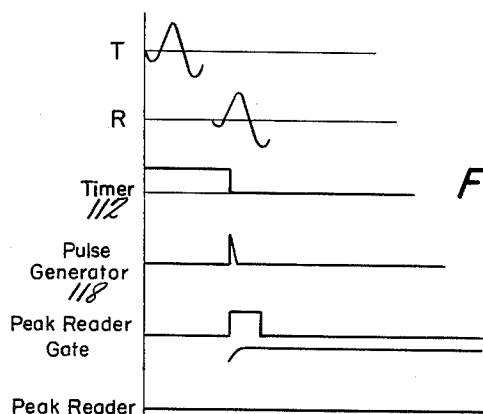 T
R
Timer
112
F
Pulse
Generator
118
Peak Reader
Gate
Peak Reader